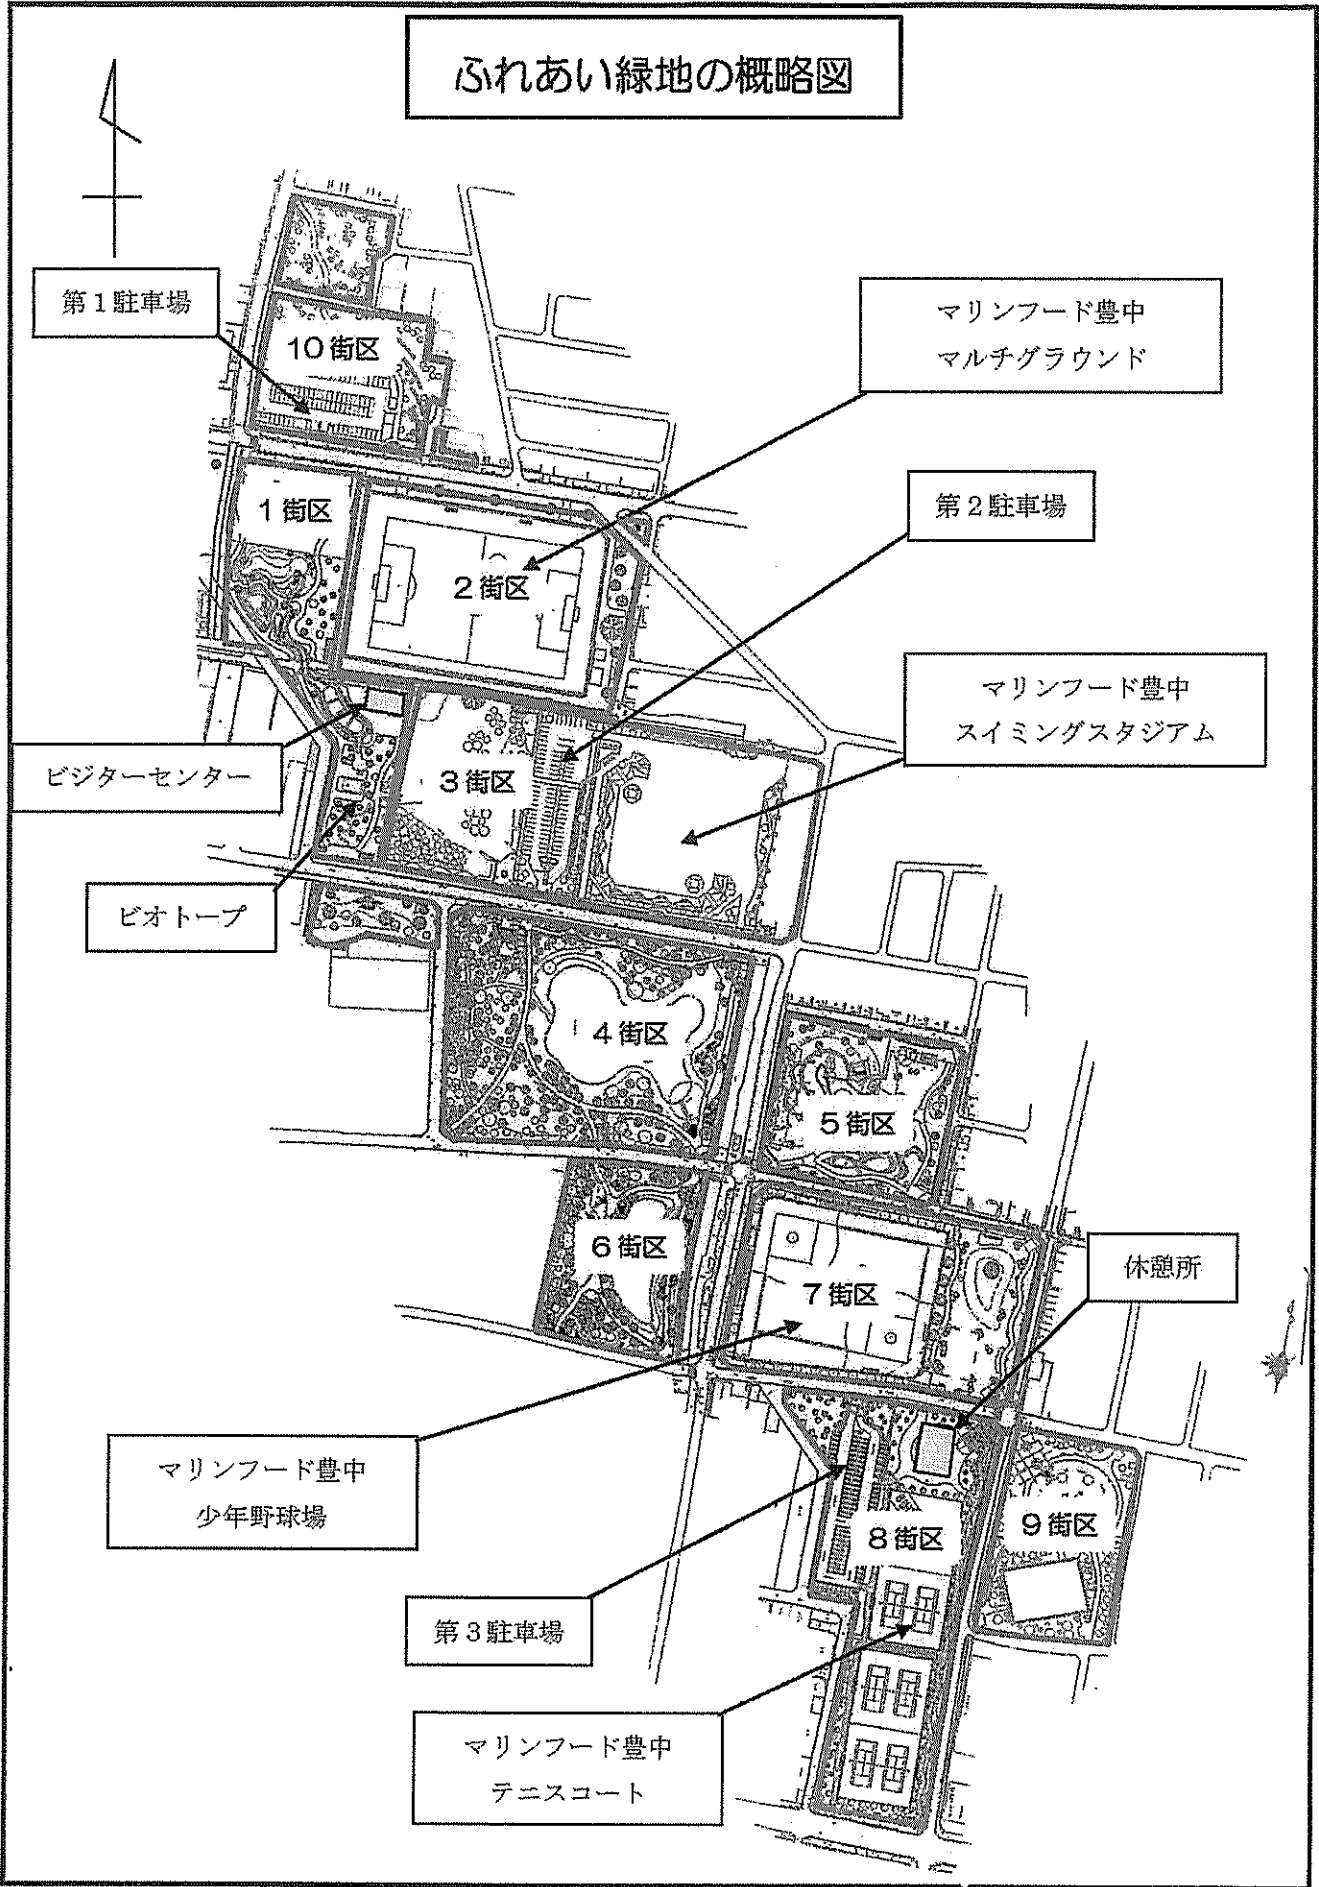 ふれあい緑地の概略図
第1駐車場
10街区
マリンフード豊中
マルチグラウンド
1街区
第2駐車場
2街区
マリンフード豊中
スイミングスタジアム
ビジターセンター
3街区
ビオトープ
4街区
5街区
6街区
休憩所
7街区
マリンフード豊中
少年野球場
8街区
9街区
第3駐車場
マリンフード豊中
テニスコート